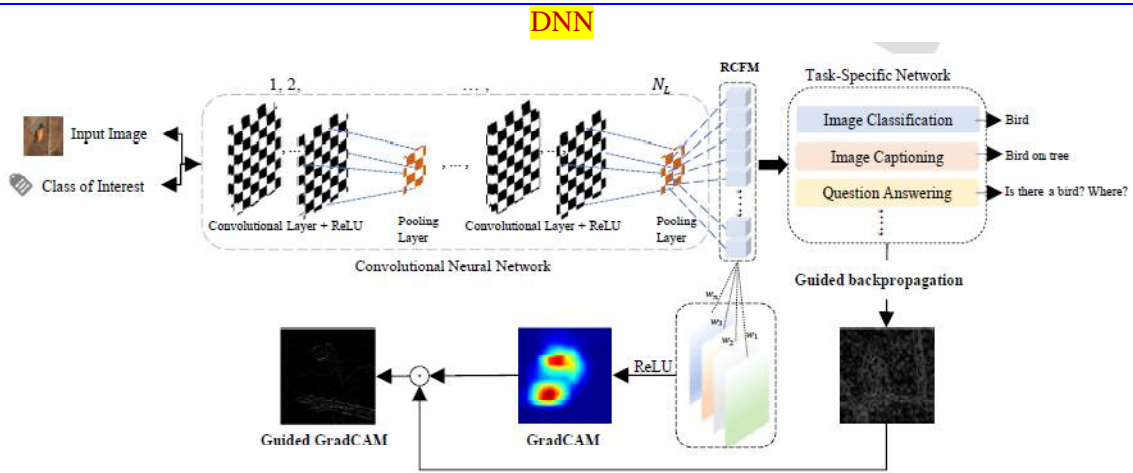 DNN
1, 2,
... ,
N_L
RCFM
Task-Specific Network
Input Image
Class of Interest
... ,
, ... ,
... ,
Image Classification
Bird
Image Captioning
Bird on tree
Question Answering
Is there a bird? Where?
Convolutional Layer + ReLU
Pooling
Layer
Convolutional Layer + ReLU
Pooling
Layer
Convolutional Neural Network
Guided backpropagation
w_n
w_3
w_2
w_1
ReLU
Guided GradCAM
GradCAM